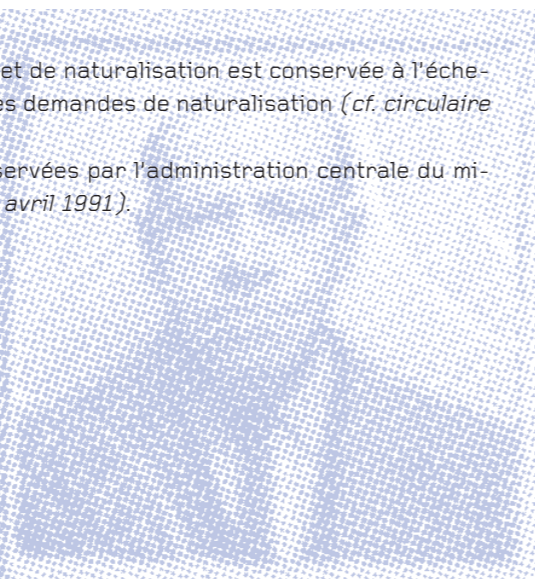 et de naturalisation est conservée à l'éche-
es demandes de naturalisation (cf. circulaire
servées par l'administration centrale du mi-
avril 1991).